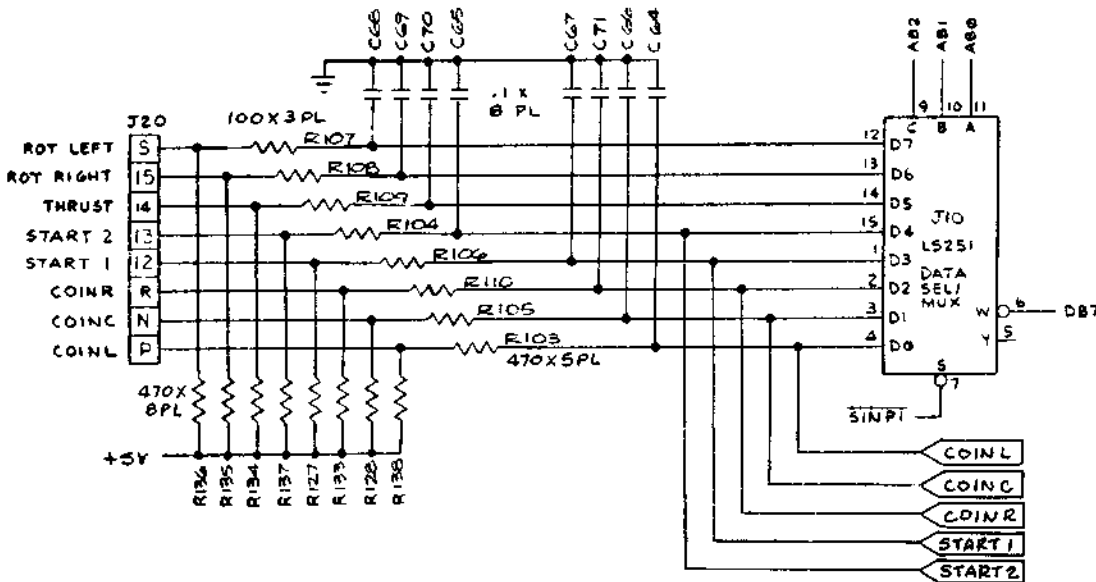 C68 C69 C70 C65 C67 C71 C66 C64
.1 X
8 PL
AB2 AB1 AB0
9 10 11
C B A
J20
100 X 3 PL
ROT LEFT S R107 12 D7
ROT RIGHT 15 R108 13 D6
THRUST 14 R109 14 D5
START 2 13 R104 15 D4
START 1 12 R106 1 D3
COINR R R110 2 D2
COINC N R105 3 D1
COINL P R103 4 D0
470 X 5 PL
J10
LS251
DATA
SEL/
MUX
W 6 DB7
Y 5
S
7
SINP1
470 X
8 PL
+5V
R136 R135 R134 R137 R127 R133 R128 R138
COINL
COINC
COINR
START 1
START 2